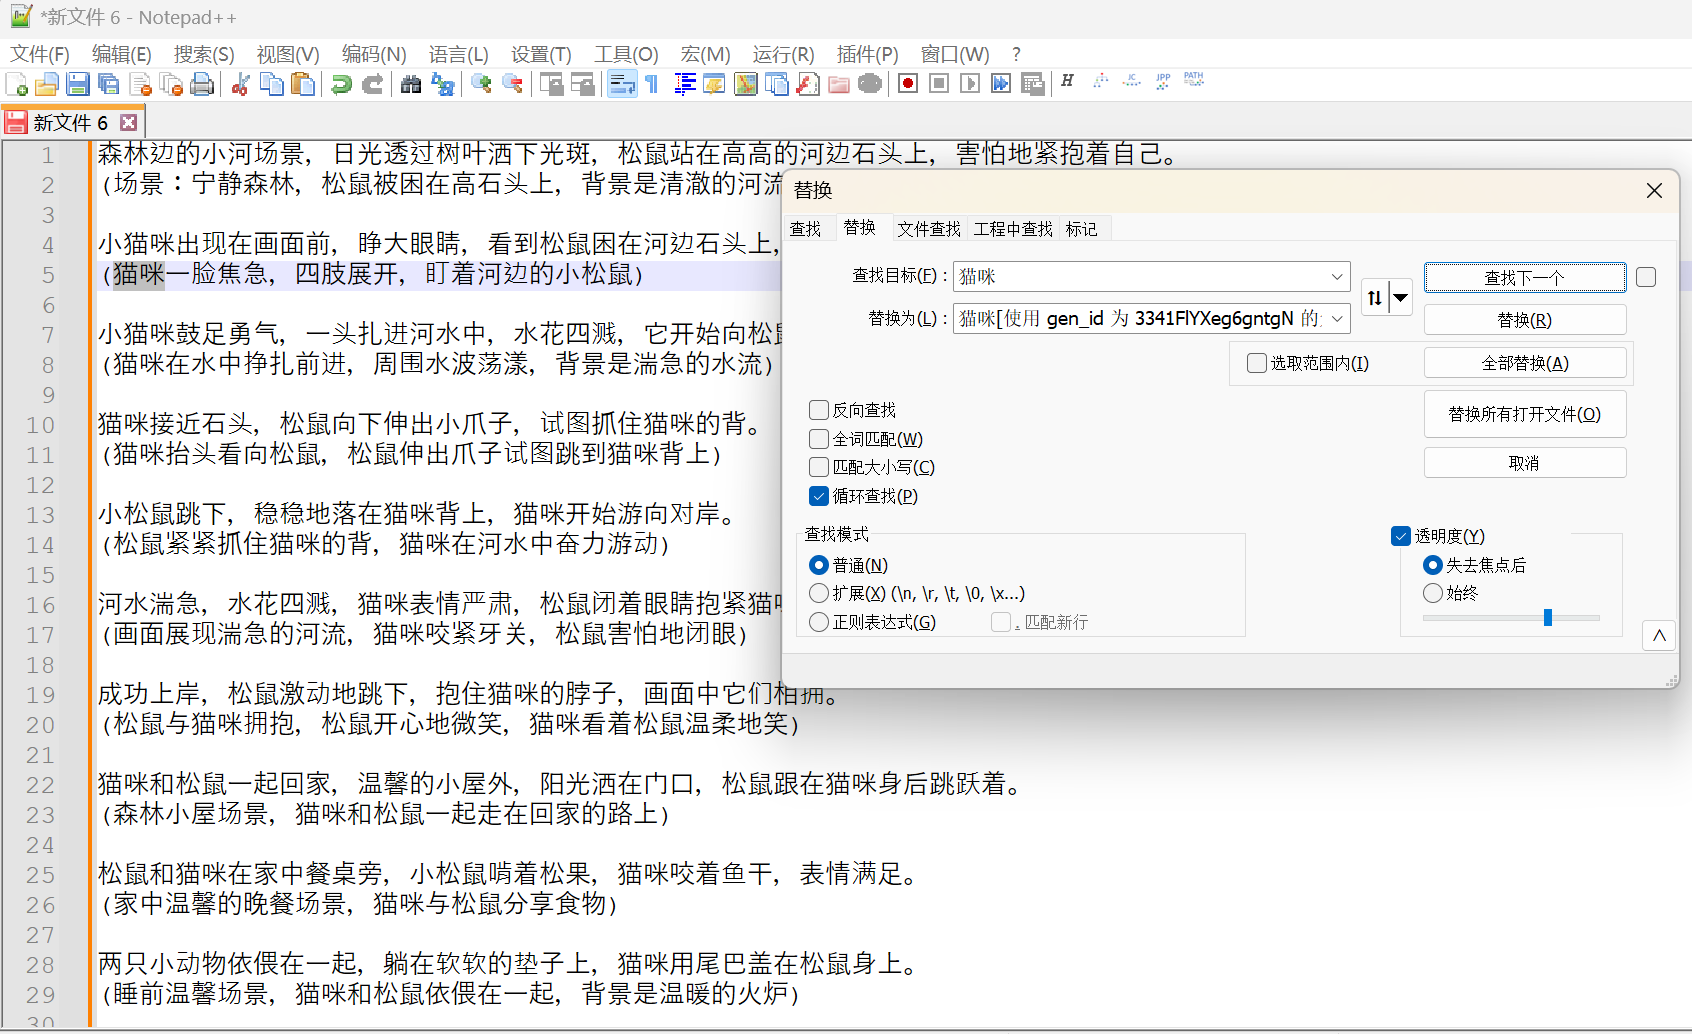 *新文件 6 - Notepad++
文件(F) 编辑(E) 搜索(S) 视图(V) 编码(N) 语言(L) 设置(T) 工具(O) 宏(M) 运行(R) 插件(P) 窗口(W) ?
H JC JPP PATH
新文件 6
1 森林边的小河场景, 日光透过树叶洒下光斑, 松鼠站在高高的河边石头上, 害怕地紧抱着自己。
2 (场景：宁静森林, 松鼠被困在高石头上, 背景是清澈的河流
3
4 小猫咪出现在画面前, 睁大眼睛, 看到松鼠困在河边石头上,
5 (猫咪一脸焦急, 四肢展开, 盯着河边的小松鼠)
6
7 小猫咪鼓足勇气, 一头扎进河水中, 水花四溅, 它开始向松鼠
8 (猫咪在水中挣扎前进, 周围水波荡漾, 背景是湍急的水流)
9
10 猫咪接近石头, 松鼠向下伸出小爪子, 试图抓住猫咪的背。
11 (猫咪抬头看向松鼠, 松鼠伸出爪子试图跳到猫咪背上)
12
13 小松鼠跳下, 稳稳地落在猫咪背上, 猫咪开始游向对岸。
14 (松鼠紧紧抓住猫咪的背, 猫咪在河水中奋力游动)
15
16 河水湍急, 水花四溅, 猫咪表情严肃, 松鼠闭着眼睛抱紧猫咪
17 (画面展现湍急的河流, 猫咪咬紧牙关, 松鼠害怕地闭眼)
18
19 成功上岸, 松鼠激动地跳下, 抱住猫咪的脖子, 画面中它们相拥。
20 (松鼠与猫咪拥抱, 松鼠开心地微笑, 猫咪看着松鼠温柔地笑)
21
22 猫咪和松鼠一起回家, 温馨的小屋外, 阳光洒在门口, 松鼠跟在猫咪身后跳跃着。
23 (森林小屋场景, 猫咪和松鼠一起走在回家的路上)
24
25 松鼠和猫咪在家中餐桌旁, 小松鼠啃着松果, 猫咪咬着鱼干, 表情满足。
26 (家中温馨的晚餐场景, 猫咪与松鼠分享食物)
27
28 两只小动物依偎在一起, 躺在软软的垫子上, 猫咪用尾巴盖在松鼠身上。
29 (睡前温馨场景, 猫咪和松鼠依偎在一起, 背景是温暖的火炉)
30
替换
查找 替换 文件查找 工程中查找 标记
查找目标(F)： 猫咪
查找下一个
替换为(L)： 猫咪[使用 gen_id 为 3341FlYXeg6gntgN 的
替换(R)
选取范围内(I) 全部替换(A)
替换所有打开文件(O)
取消
反向查找
全词匹配(W)
匹配大小写(C)
循环查找(P)
查找模式
普通(N)
扩展(X) (\n, \r, \t, \0, \x...)
正则表达式(G) . 匹配新行
透明度(Y)
失去焦点后
始终